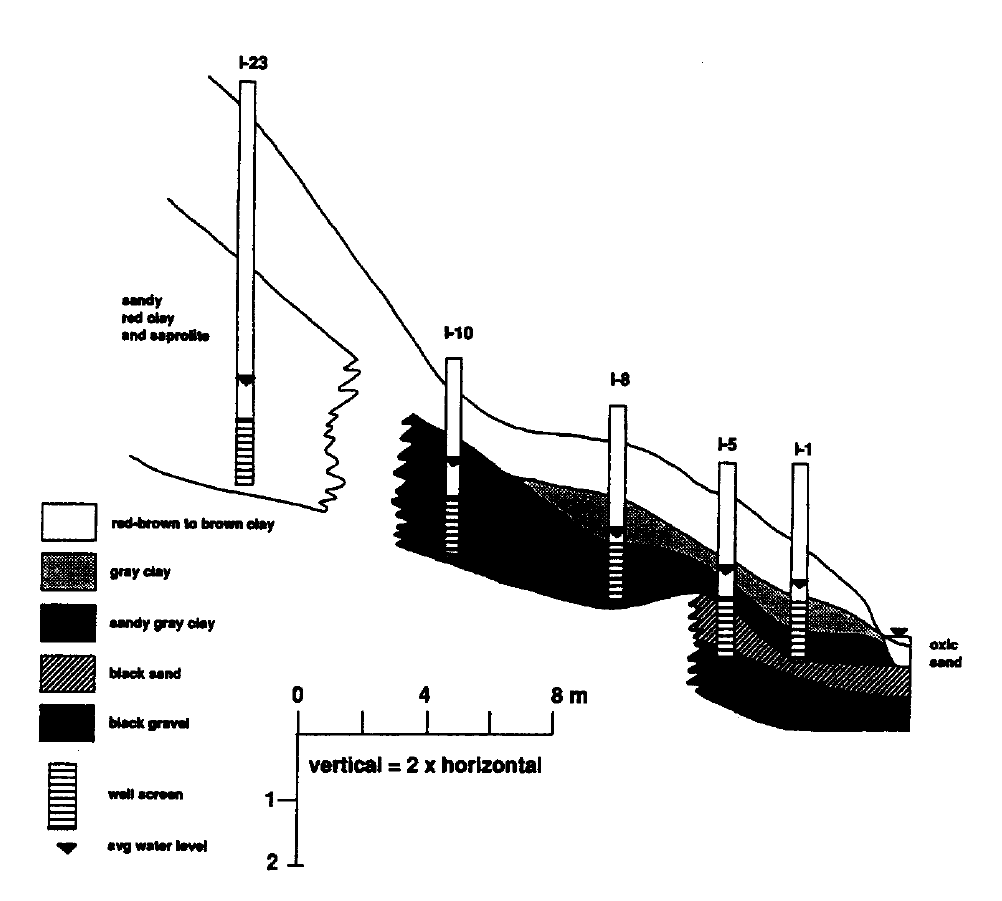 I-23
sandy
red clay
and saprolite
I-10
I-8
I-5
I-1
oxic
sand
red-brown to brown clay
gray clay
sandy gray clay
black sand
black gravel
well screen
avg water level
0 4 8 m
vertical = 2 x horizontal
1
2